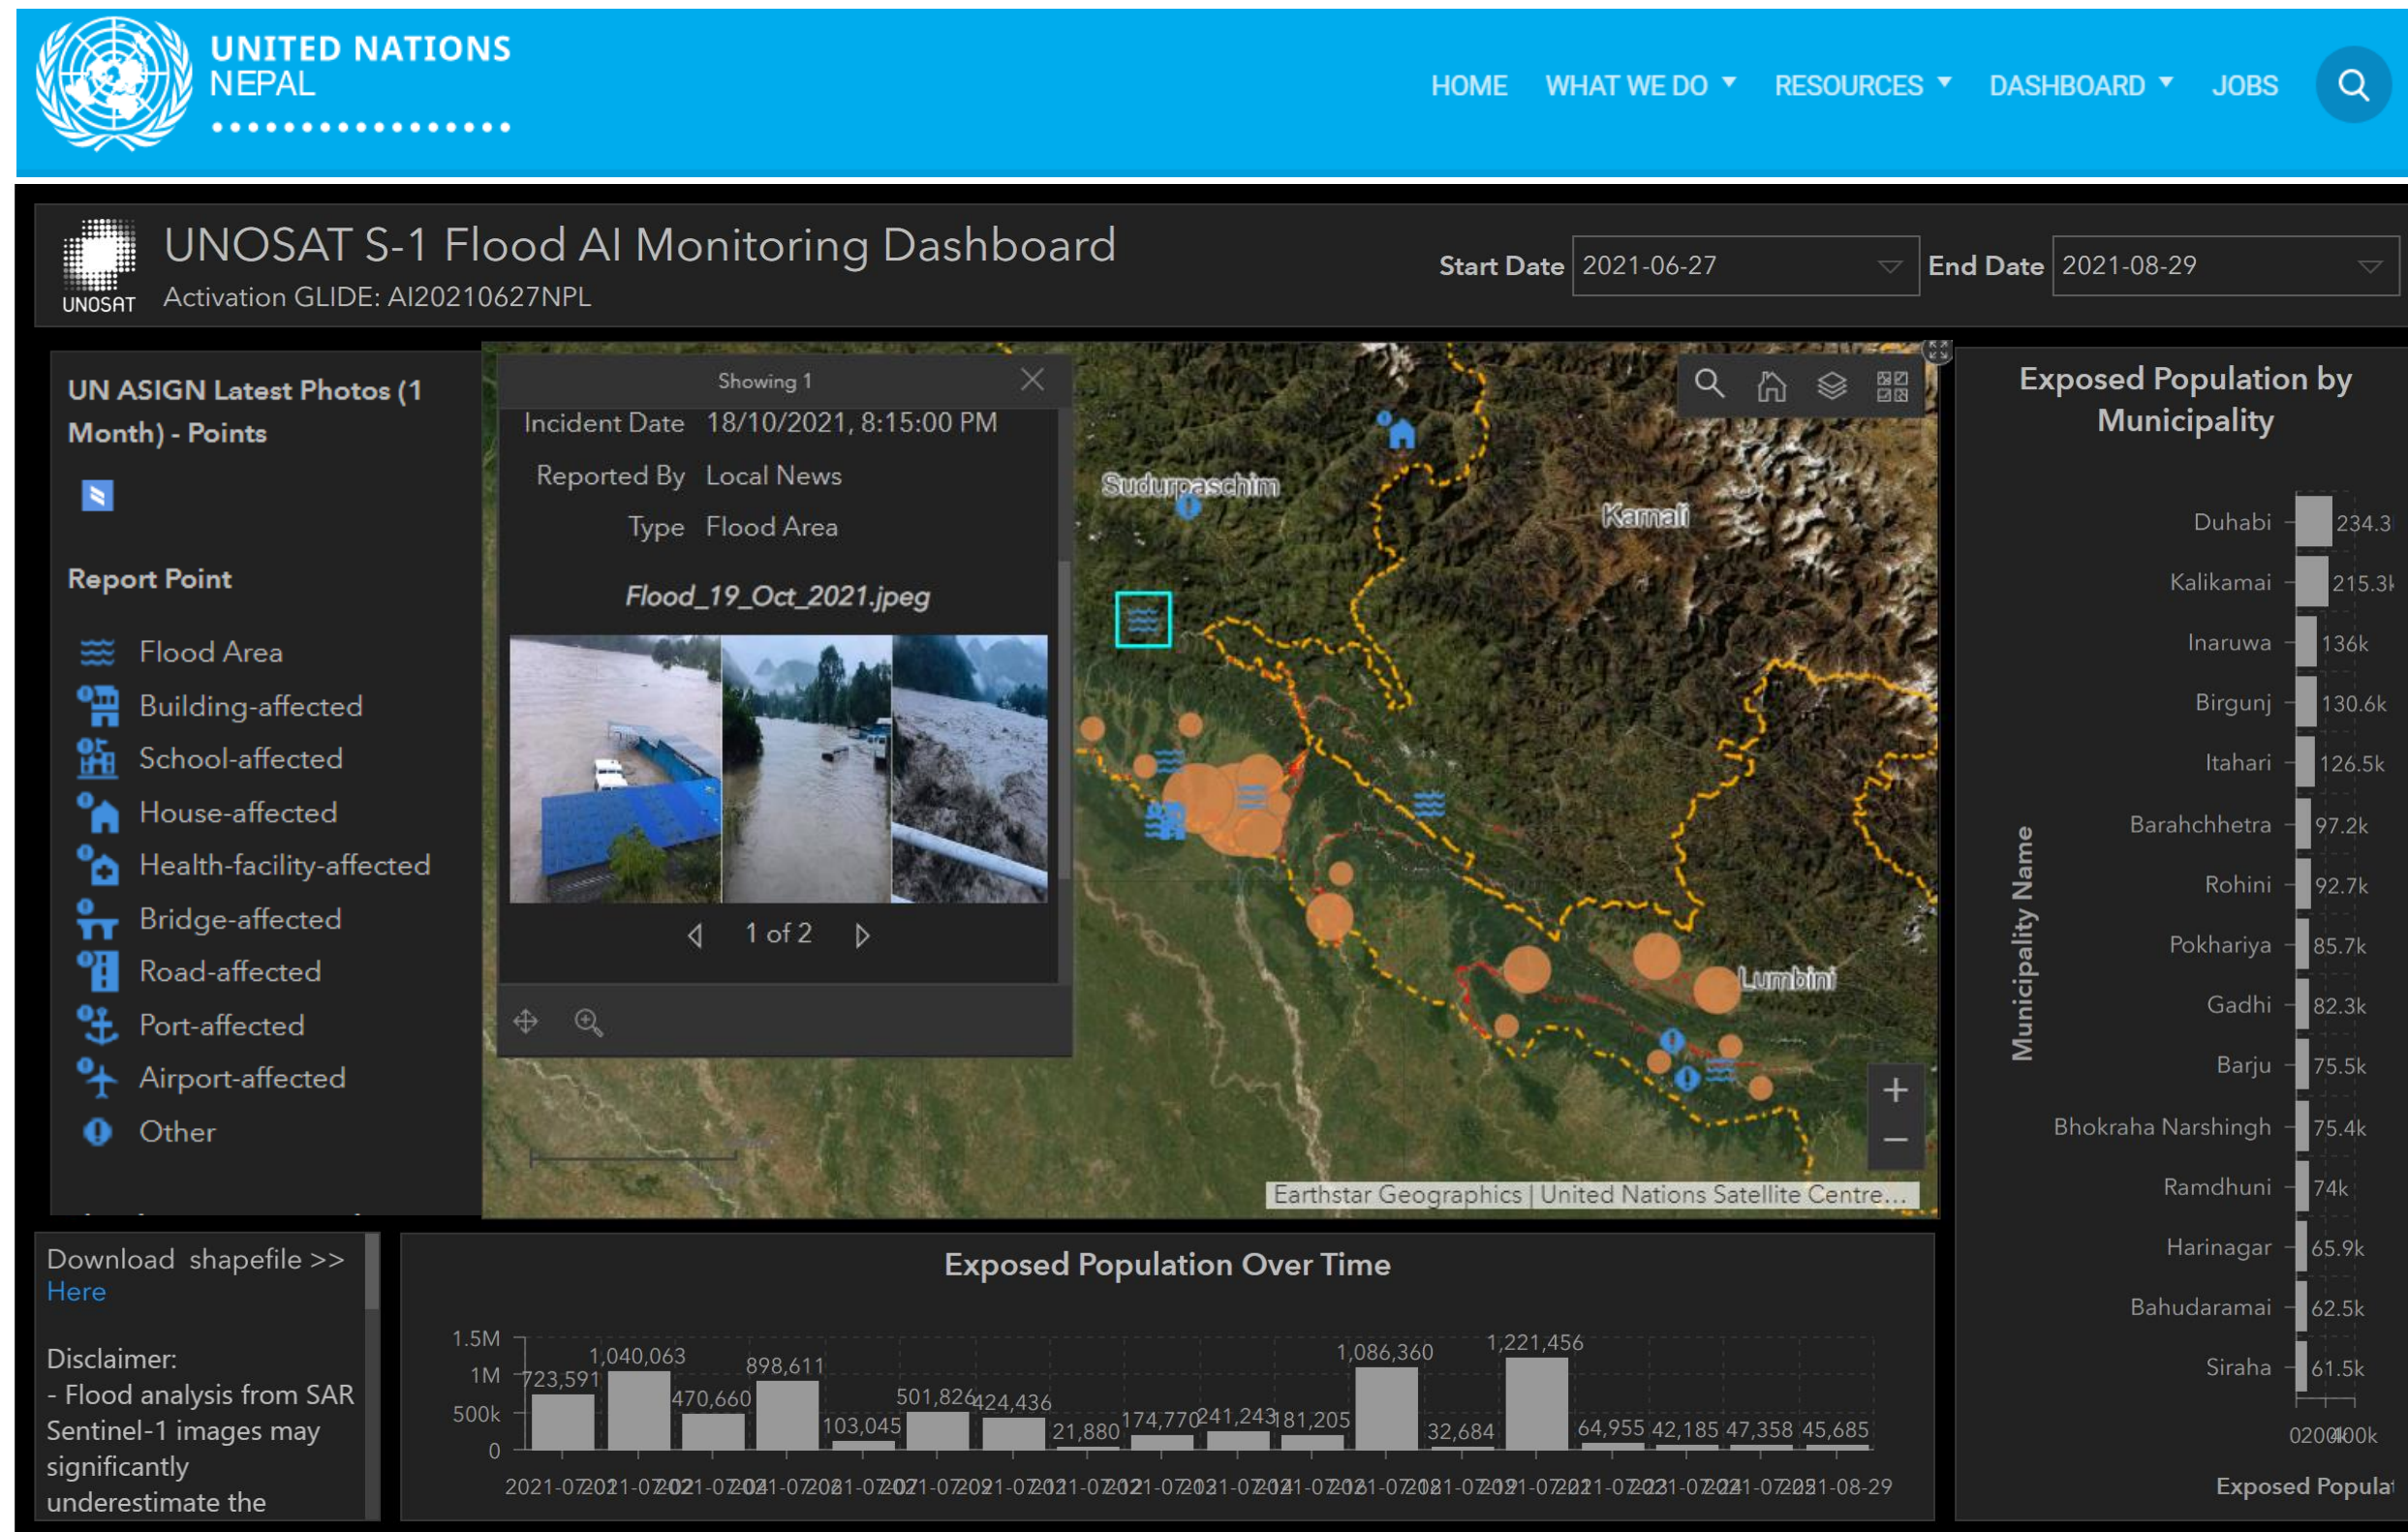 UNITED NATIONS
NEPAL
HOME WHAT WE DO RESOURCES DASHBOARD JOBS
UNOSAT
UNOSAT S-1 Flood AI Monitoring Dashboard
Activation GLIDE: AI20210627NPL
Start Date 2021-06-27 End Date 2021-08-29
UN ASIGN Latest Photos (1
Month) - Points
Report Point
Flood Area
Building-affected
School-affected
House-affected
Health-facility-affected
Bridge-affected
Road-affected
Port-affected
Airport-affected
Other
Showing 1
Incident Date 18/10/2021, 8:15:00 PM
Reported By Local News
Type Flood Area
Flood_19_Oct_2021.jpeg
1 of 2
Sudurpaschim
Karnali
Lumbini
Earthstar Geographics | United Nations Satellite Centre...
Exposed Population by
Municipality
Municipality Name
Duhabi 234.3
Kalikamai 215.3k
Inaruwa 136k
Birgunj 130.6k
Itahari 126.5k
Barahchhetra 97.2k
Rohini 92.7k
Pokhariya 85.7k
Gadhi 82.3k
Barju 75.5k
Bhokraha Narshingh 75.4k
Ramdhuni 74k
Harinagar 65.9k
Bahudaramai 62.5k
Siraha 61.5k
Exposed
Download shapefile >>
Here
Disclaimer:
- Flood analysis from SAR
Sentinel-1 images may
significantly
underestimate the
Exposed Population Over Time
1.5M
1M
500k
0
723,591 1,040,063 470,660 898,611 103,045 501,826 424,436 21,880 174,770 241,243 181,205 1,086,360 32,684 1,221,456 64,955 42,185 47,358 45,685